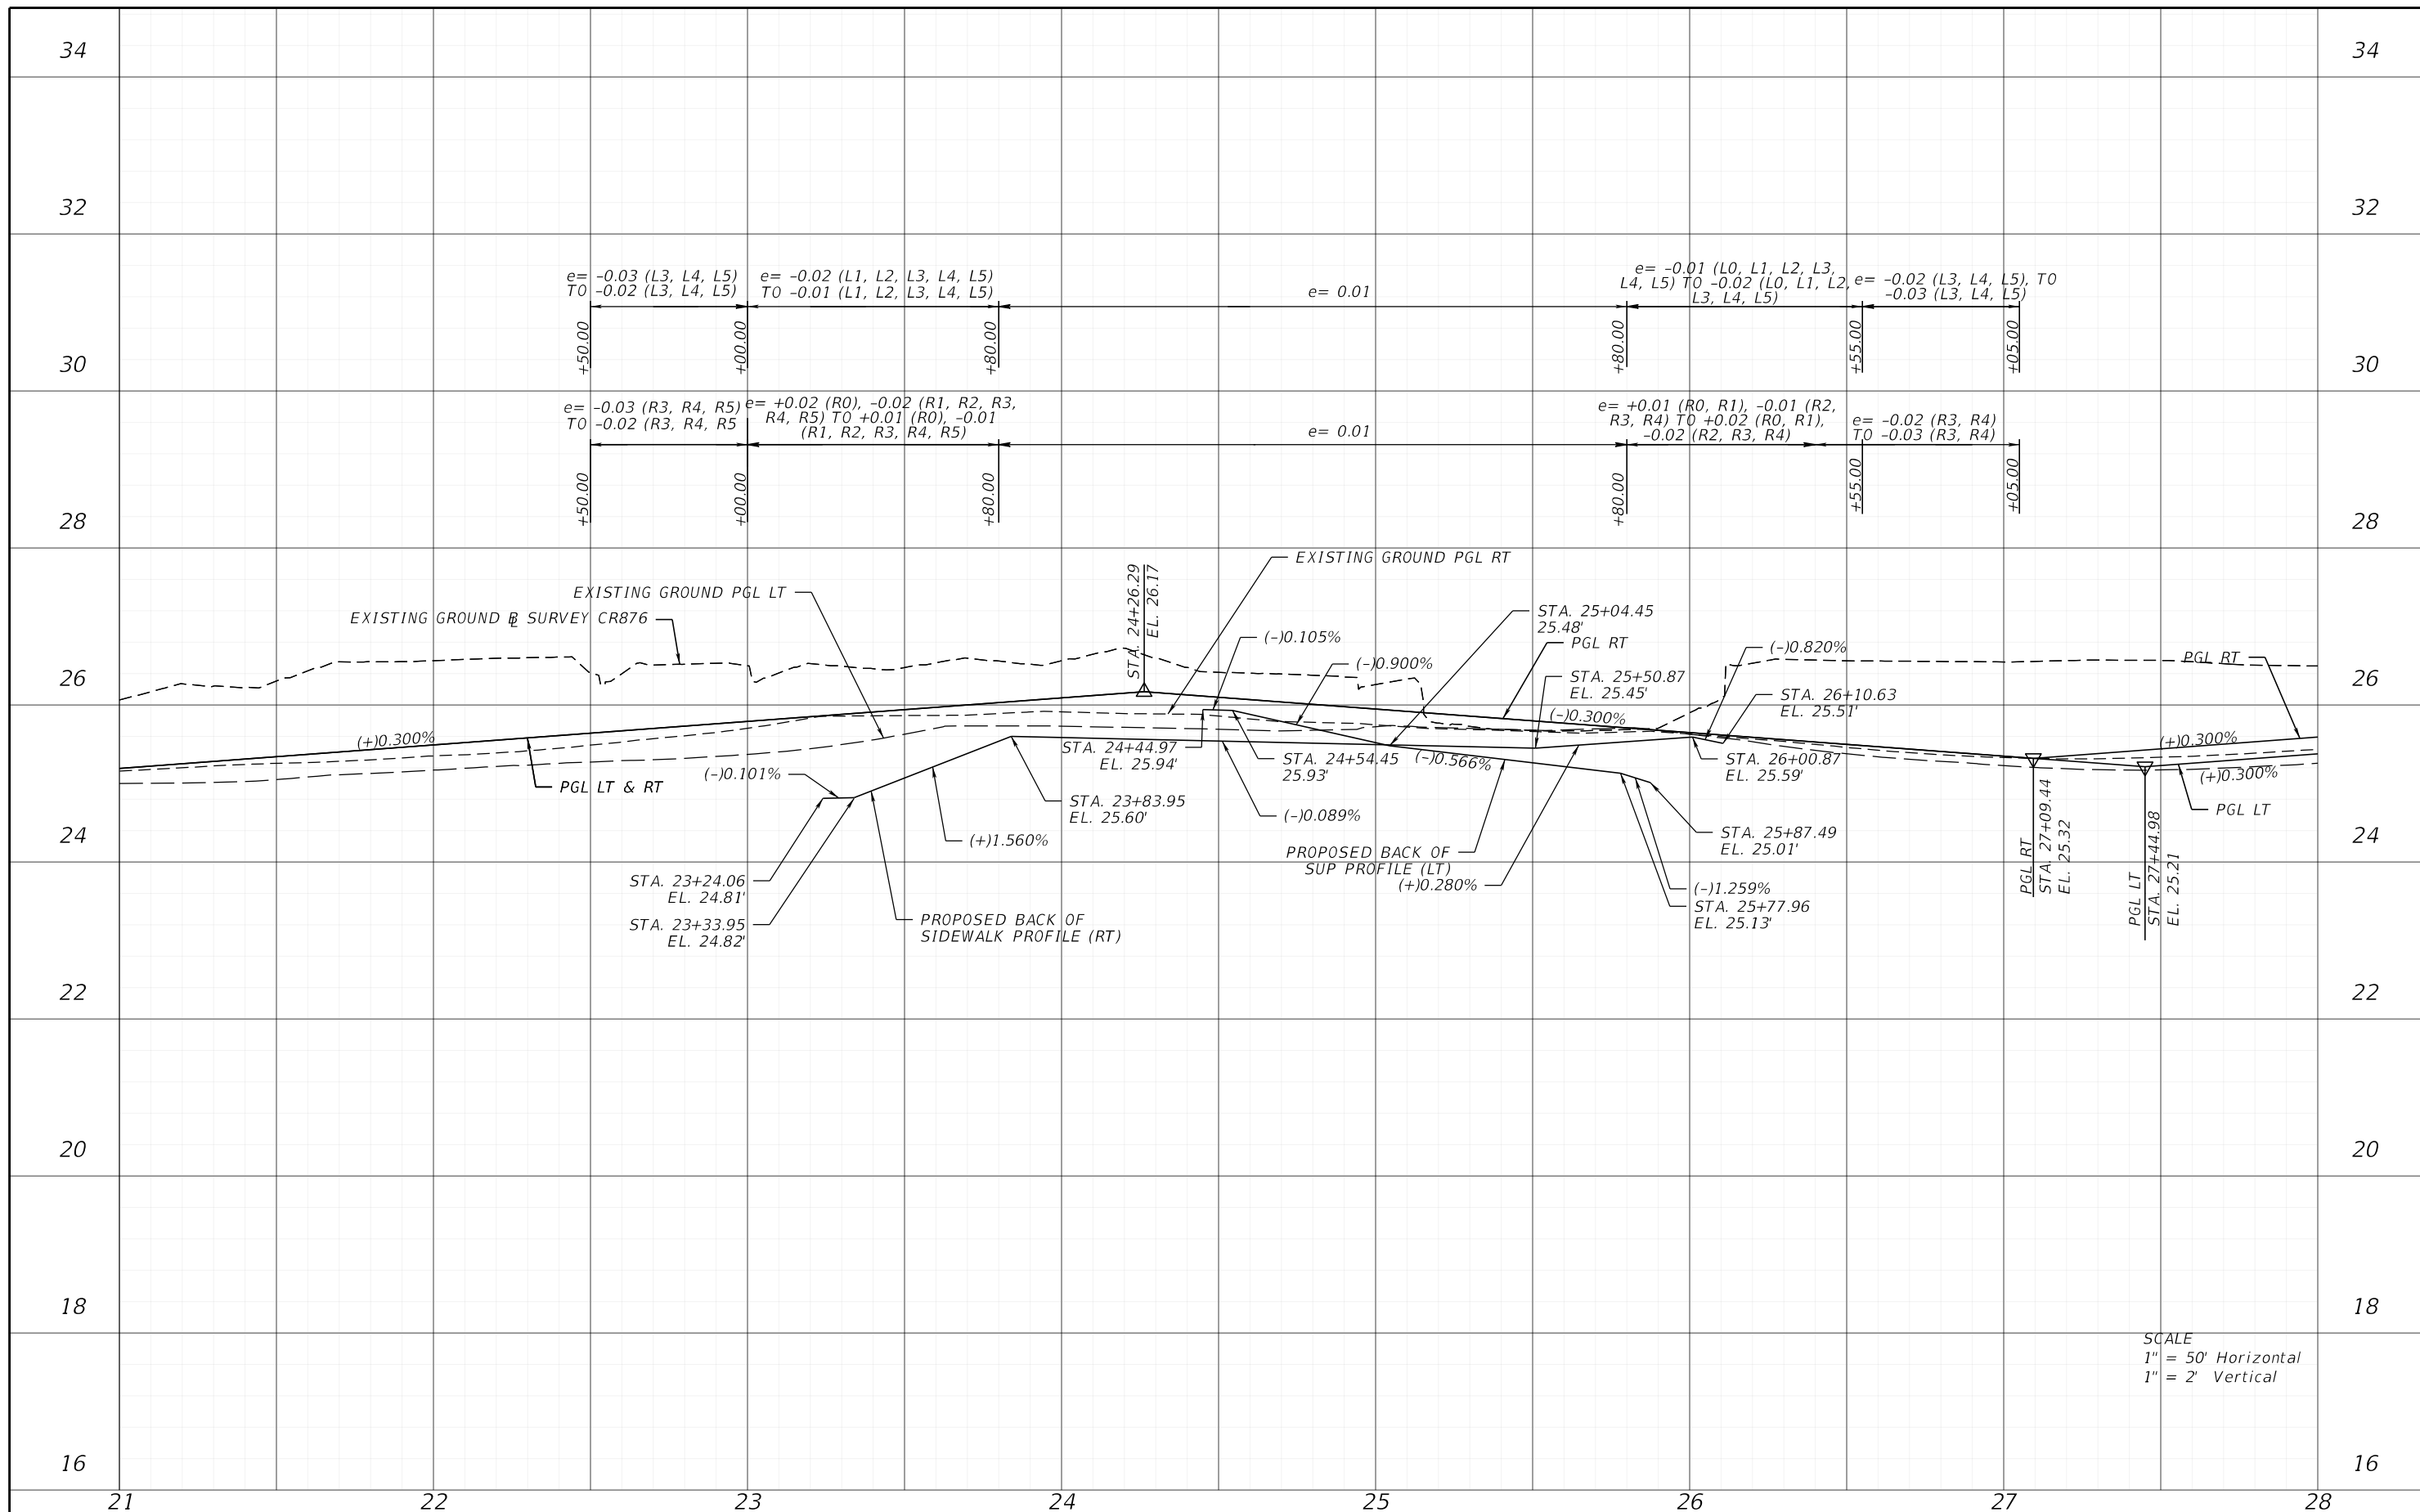 34 34
32 32
e= -0.03 (L3, L4, L5)
TO -0.02 (L3, L4, L5)
e= -0.02 (L1, L2, L3, L4, L5)
TO -0.01 (L1, L2, L3, L4, L5)
e= 0.01
e= -0.01 (L0, L1, L2, L3,
L4, L5) TO -0.02 (L0, L1, L2,
L3, L4, L5)
e= -0.02 (L3, L4, L5), TO
-0.03 (L3, L4, L5)
+50.00
+00.00
+80.00
+80.00
+55.00
+05.00
30 30
e= -0.03 (R3, R4, R5)
TO -0.02 (R3, R4, R5
e= +0.02 (R0), -0.02 (R1, R2, R3,
R4, R5) TO +0.01 (R0), -0.01
(R1, R2, R3, R4, R5)
e= 0.01
e= +0.01 (R0, R1), -0.01 (R2,
R3, R4) TO +0.02 (R0, R1),
-0.02 (R2, R3, R4)
e= -0.02 (R3, R4)
TO -0.03 (R3, R4)
+50.00
+00.00
+80.00
+80.00
+55.00
+05.00
28 28
EXISTING GROUND PGL RT
EXISTING GROUND PGL LT
EXISTING GROUND BL SURVEY CR876
STA. 24+26.29
EL. 26.17
(-)0.105%
(-)0.900%
STA. 25+04.45
25.48'
PGL RT
STA. 25+50.87
EL. 25.45'
(-)0.820%
STA. 26+10.63
EL. 25.51'
PGL RT
26 26
(+)0.300%
(-)0.300%
(+)0.300%
PGL LT & RT
(-)0.101%
STA. 24+44.97
EL. 25.94'
STA. 24+54.45
25.93'
(-)0.566%
STA. 26+00.87
EL. 25.59'
(+)0.300%
STA. 23+83.95
EL. 25.60'
(-)0.089%
(+)1.560%
PGL LT
24 24
STA. 25+87.49
EL. 25.01'
PROPOSED BACK OF
SUP PROFILE (LT)
(+)0.280%
(-)1.259%
STA. 25+77.96
EL. 25.13'
PGL RT
STA. 27+09.44
EL. 25.32
PGL LT
STA. 27+44.98
EL. 25.21
STA. 23+24.06
EL. 24.81'
STA. 23+33.95
EL. 24.82'
PROPOSED BACK OF
SIDEWALK PROFILE (RT)
22 22
20 20
18 18
SCALE
1" = 50' Horizontal
1" = 2' Vertical
16 16
21 22 23 24 25 26 27 28